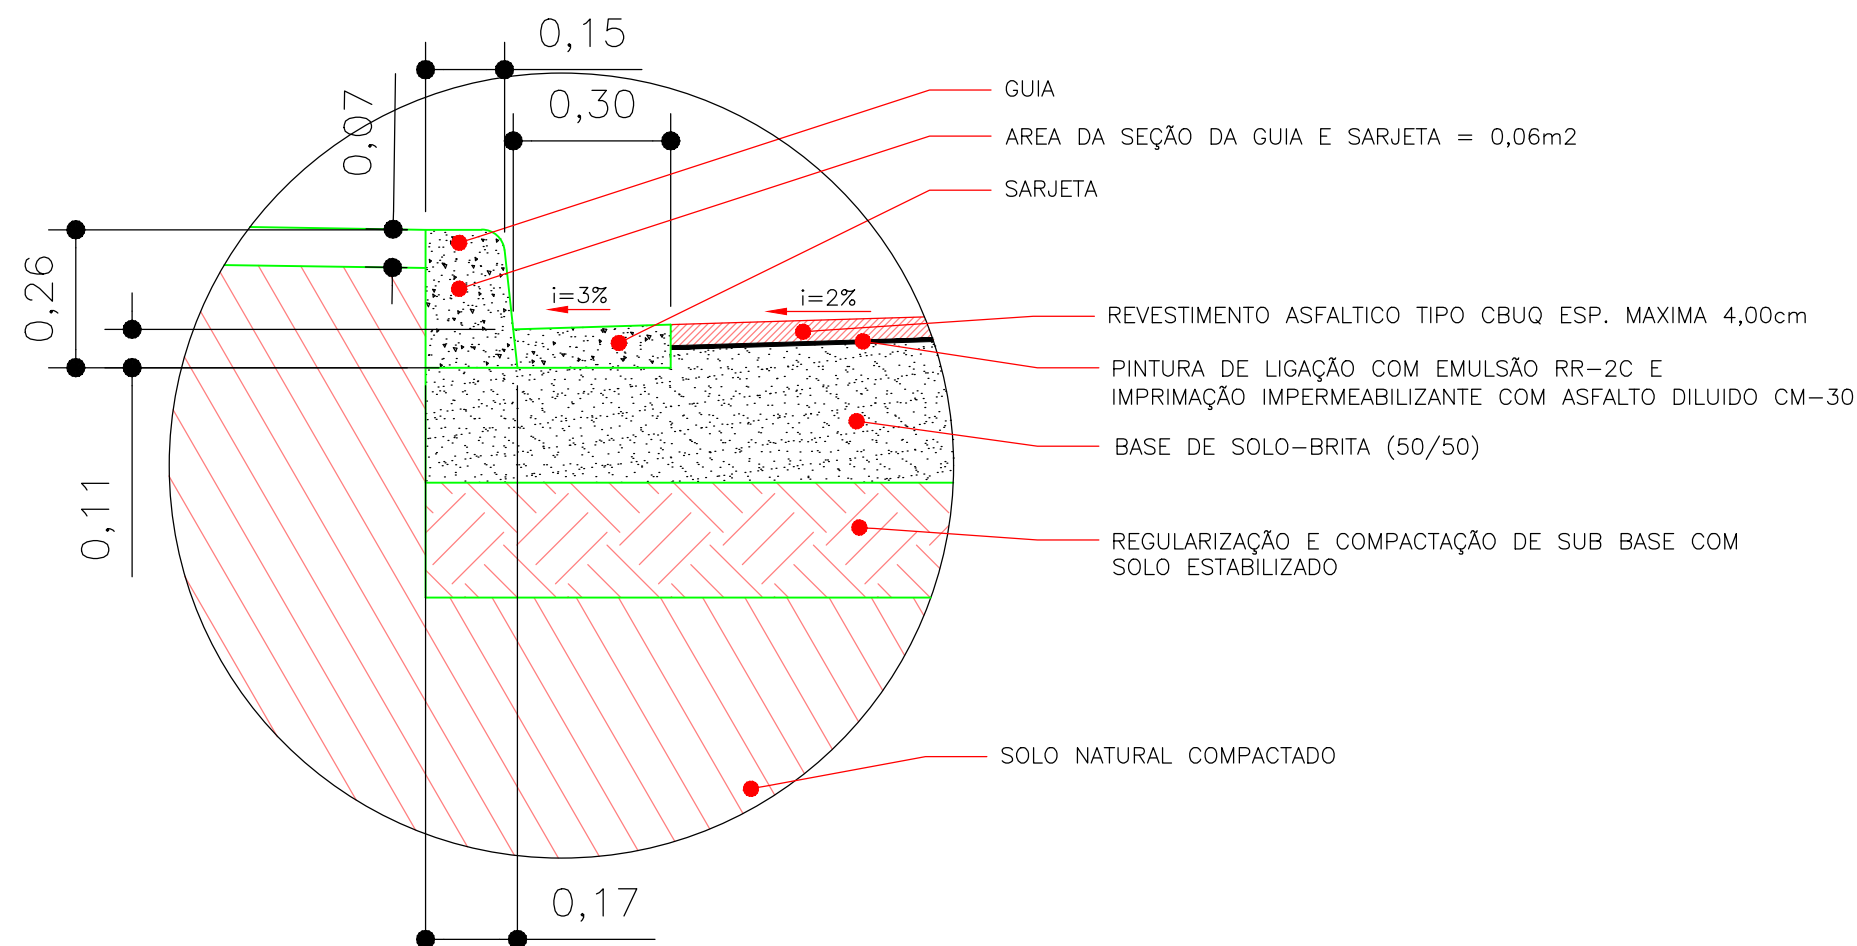 0,15
0,30
0,07
0,26
0,11
0,17
i=3%
i=2%
GUIA
AREA DA SEÇÃO DA GUIA E SARJETA = 0,06m2
SARJETA
REVESTIMENTO ASFALTICO TIPO CBUQ ESP. MAXIMA 4,00cm
PINTURA DE LIGAÇÃO COM EMULSÃO RR-2C E
IMPRIMAÇÃO IMPERMEABILIZANTE COM ASFALTO DILUIDO CM-30
BASE DE SOLO-BRITA (50/50)
REGULARIZAÇÃO E COMPACTAÇÃO DE SUB BASE COM
SOLO ESTABILIZADO
SOLO NATURAL COMPACTADO